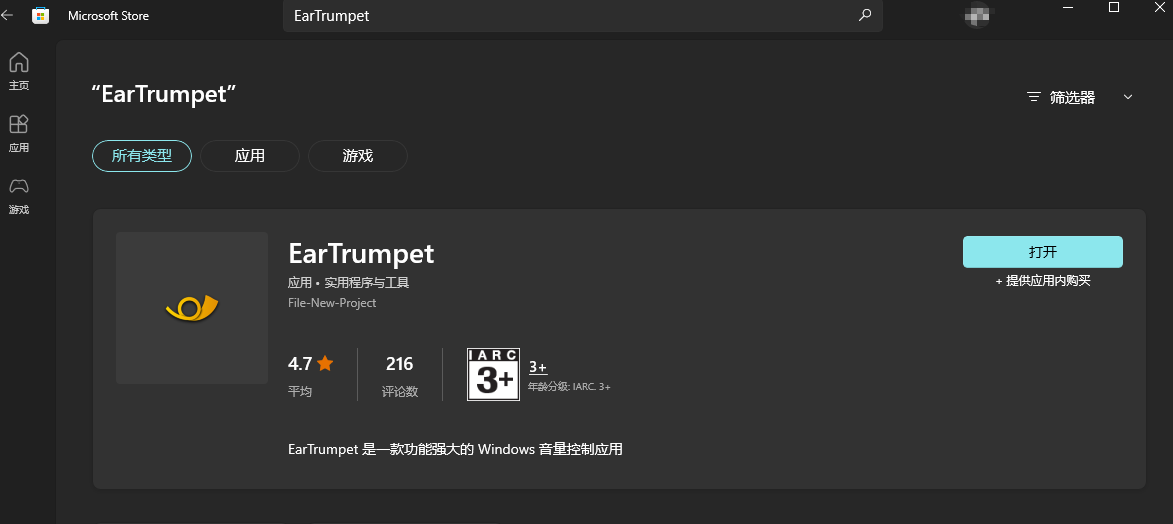 Microsoft Store
EarTrumpet
主页
应用
游戏
“EarTrumpet”
筛选器
所有类型
应用
游戏
EarTrumpet
应用 • 实用程序与工具
File-New-Project
打开
+ 提供应用内购买
4.7
平均
216
评论数
IARC
3+
3+
年龄分级: IARC. 3+
EarTrumpet 是一款功能强大的 Windows 音量控制应用